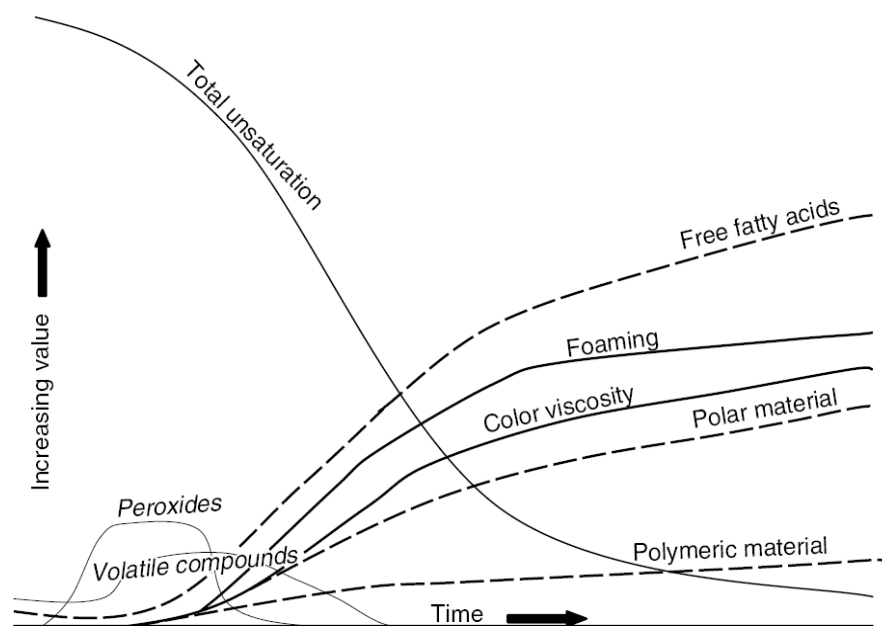 Total unsaturation
Free fatty acids
Foaming
Color viscosity
Polar material
Increasing value
Peroxides
Volatile compounds
Polymeric material
Time